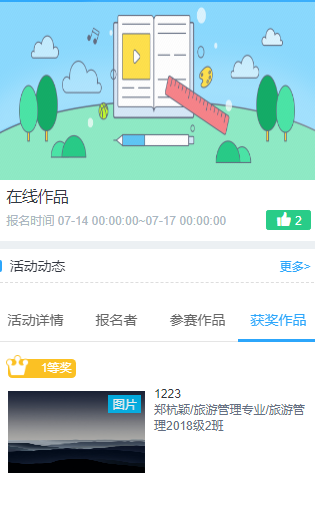 在线作品
报名时间 07-14 00:00:00~07-17 00:00:00
2
活动动态
更多>
活动详情 报名者 参赛作品 获奖作品
1等奖
图片
1223
郑杭颖/旅游管理专业/旅游管
理2018级2班